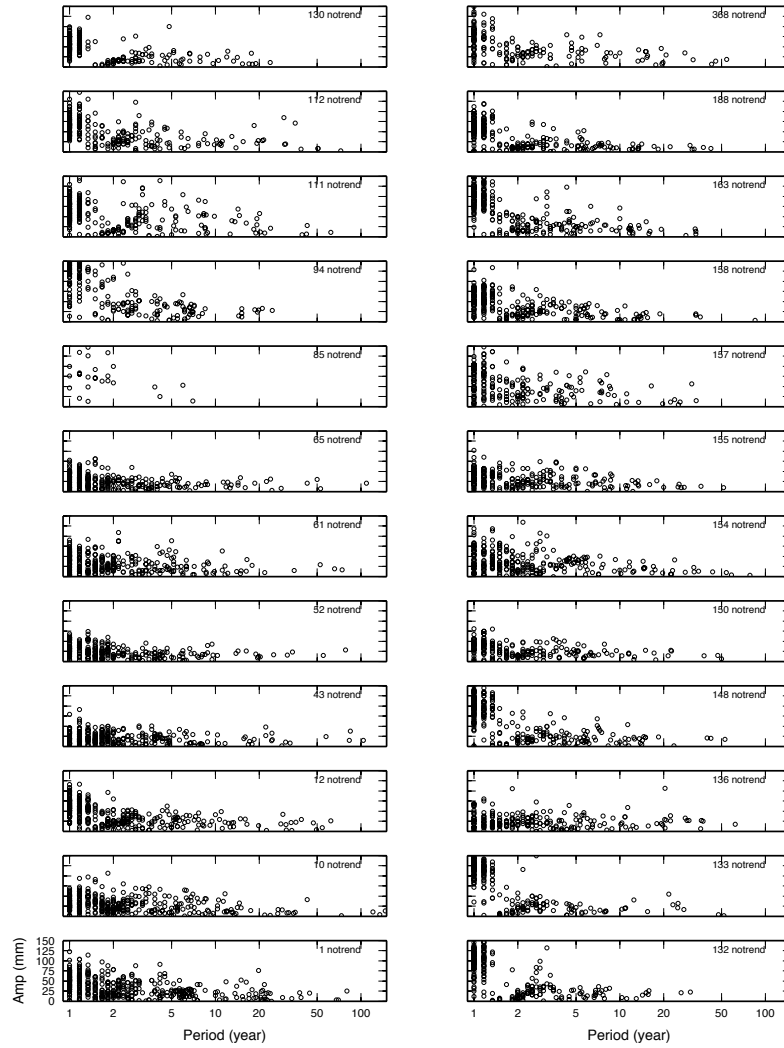 130 notrend
112 notrend
111 notrend
94 notrend
85 notrend
65 notrend
61 notrend
52 notrend
43 notrend
12 notrend
10 notrend
1 notrend
150
125
100
75
50
25
0
Amp (mm)
1 2 5 10 20 50 100
Period (year)
368 notrend
188 notrend
163 notrend
158 notrend
157 notrend
155 notrend
154 notrend
150 notrend
148 notrend
136 notrend
133 notrend
132 notrend
1 2 5 10 20 50 100
Period (year)